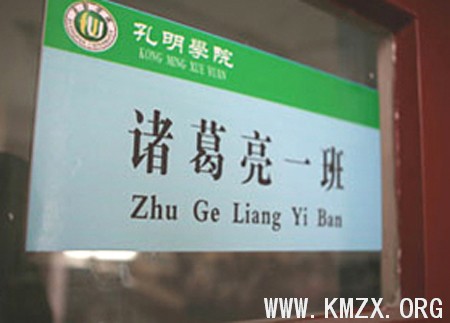 孔明學院
KONG MING XUE YUAN
诸葛亮一班
Zhu Ge Liang Yi Ban
WWW.KMZX.ORG